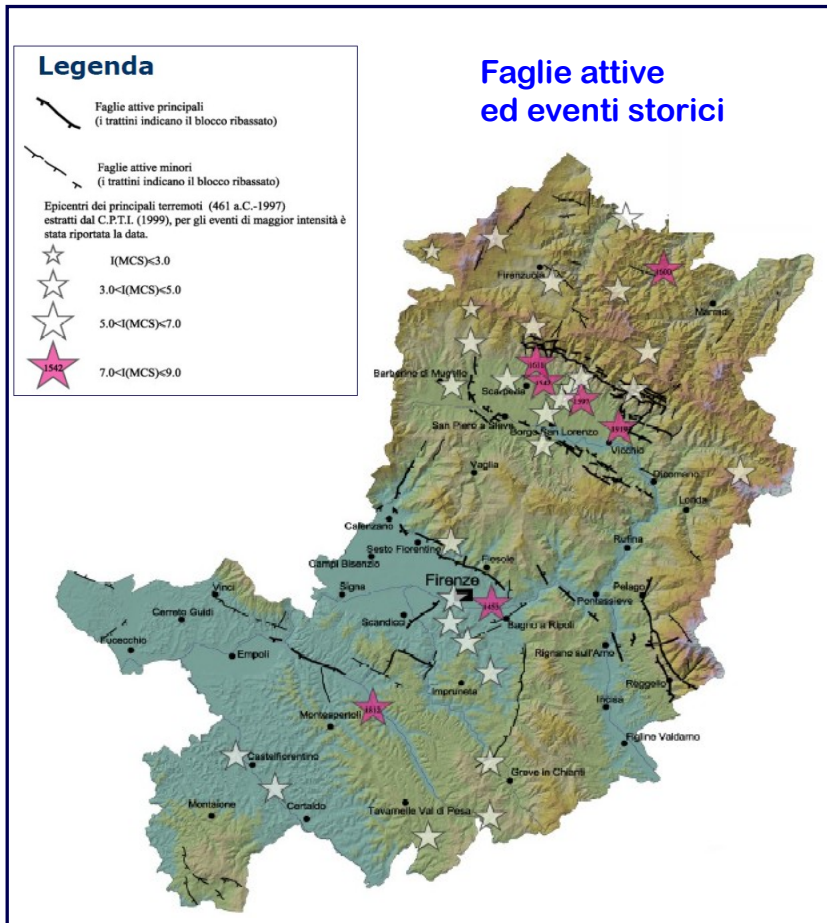 Legenda
Faglie attive principali
(i trattini indicano il blocco ribassato)
Faglie attive minori
(i trattini indicano il blocco ribassato)
Epicentri dei principali terremoti (461 a.C.-1997)
estratti dal C.P.T.I. (1999), per gli eventi di maggior intensità è
stata riportata la data.
I(MCS)≤3.0
3.0<I(MCS)≤5.0
5.0<I(MCS)≤7.0
1542
7.0<I(MCS)≤9.0
Faglie attive
ed eventi storici
Firenzuola
Marradi
Barberino di Mugello
Scarperia
1542
1597
San Piero a Sieve
Borgo San Lorenzo
1919
Vicchio
Vaglia
Dicomano
Londa
Calenzano
Sesto Fiorentino
Rufina
Campi Bisenzio
Fiesole
Firenze
Pelago
Vinci
Signa
1453
Pontassieve
Cerreto Guidi
Scandicci
Bagno a Ripoli
Fucecchio
Empoli
Rignano sull'Arno
Impruneta
Reggello
1812
Incisa
Montespertoli
Figline Valdarno
Castelfiorentino
Greve in Chianti
Montaione
Certaldo
Tavarnelle Val di Pesa